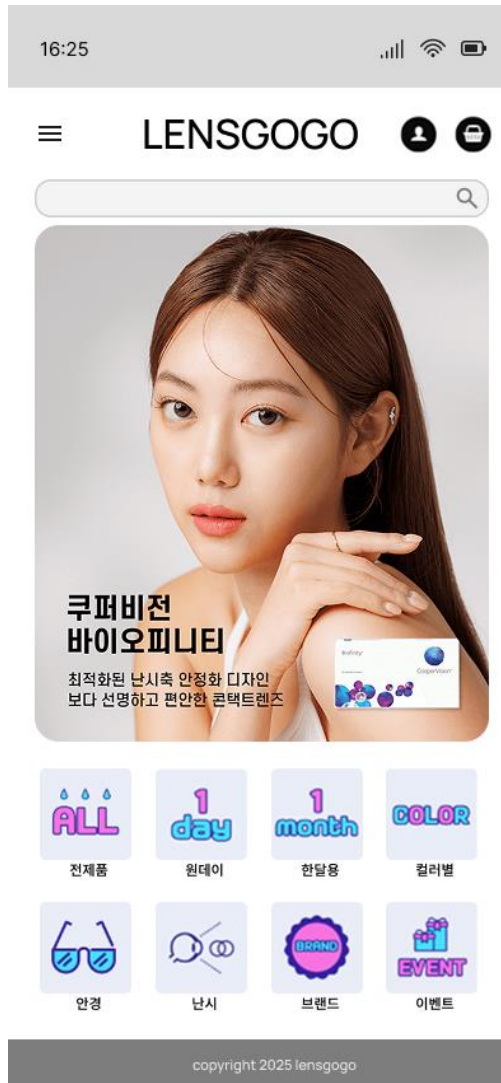 16:25
LENSGOGO
쿠퍼비전
바이오피니티
최적화된 난시축 안정화 디자인
보다 선명하고 편안한 콘택트렌즈
Biofinity
CooperVision
ALL
1 day
1 month
COLOR
전제품
원데이
한달용
컬러별
BRAND
EVENT
안경
난시
브랜드
이벤트
copyright 2025 lensgogo